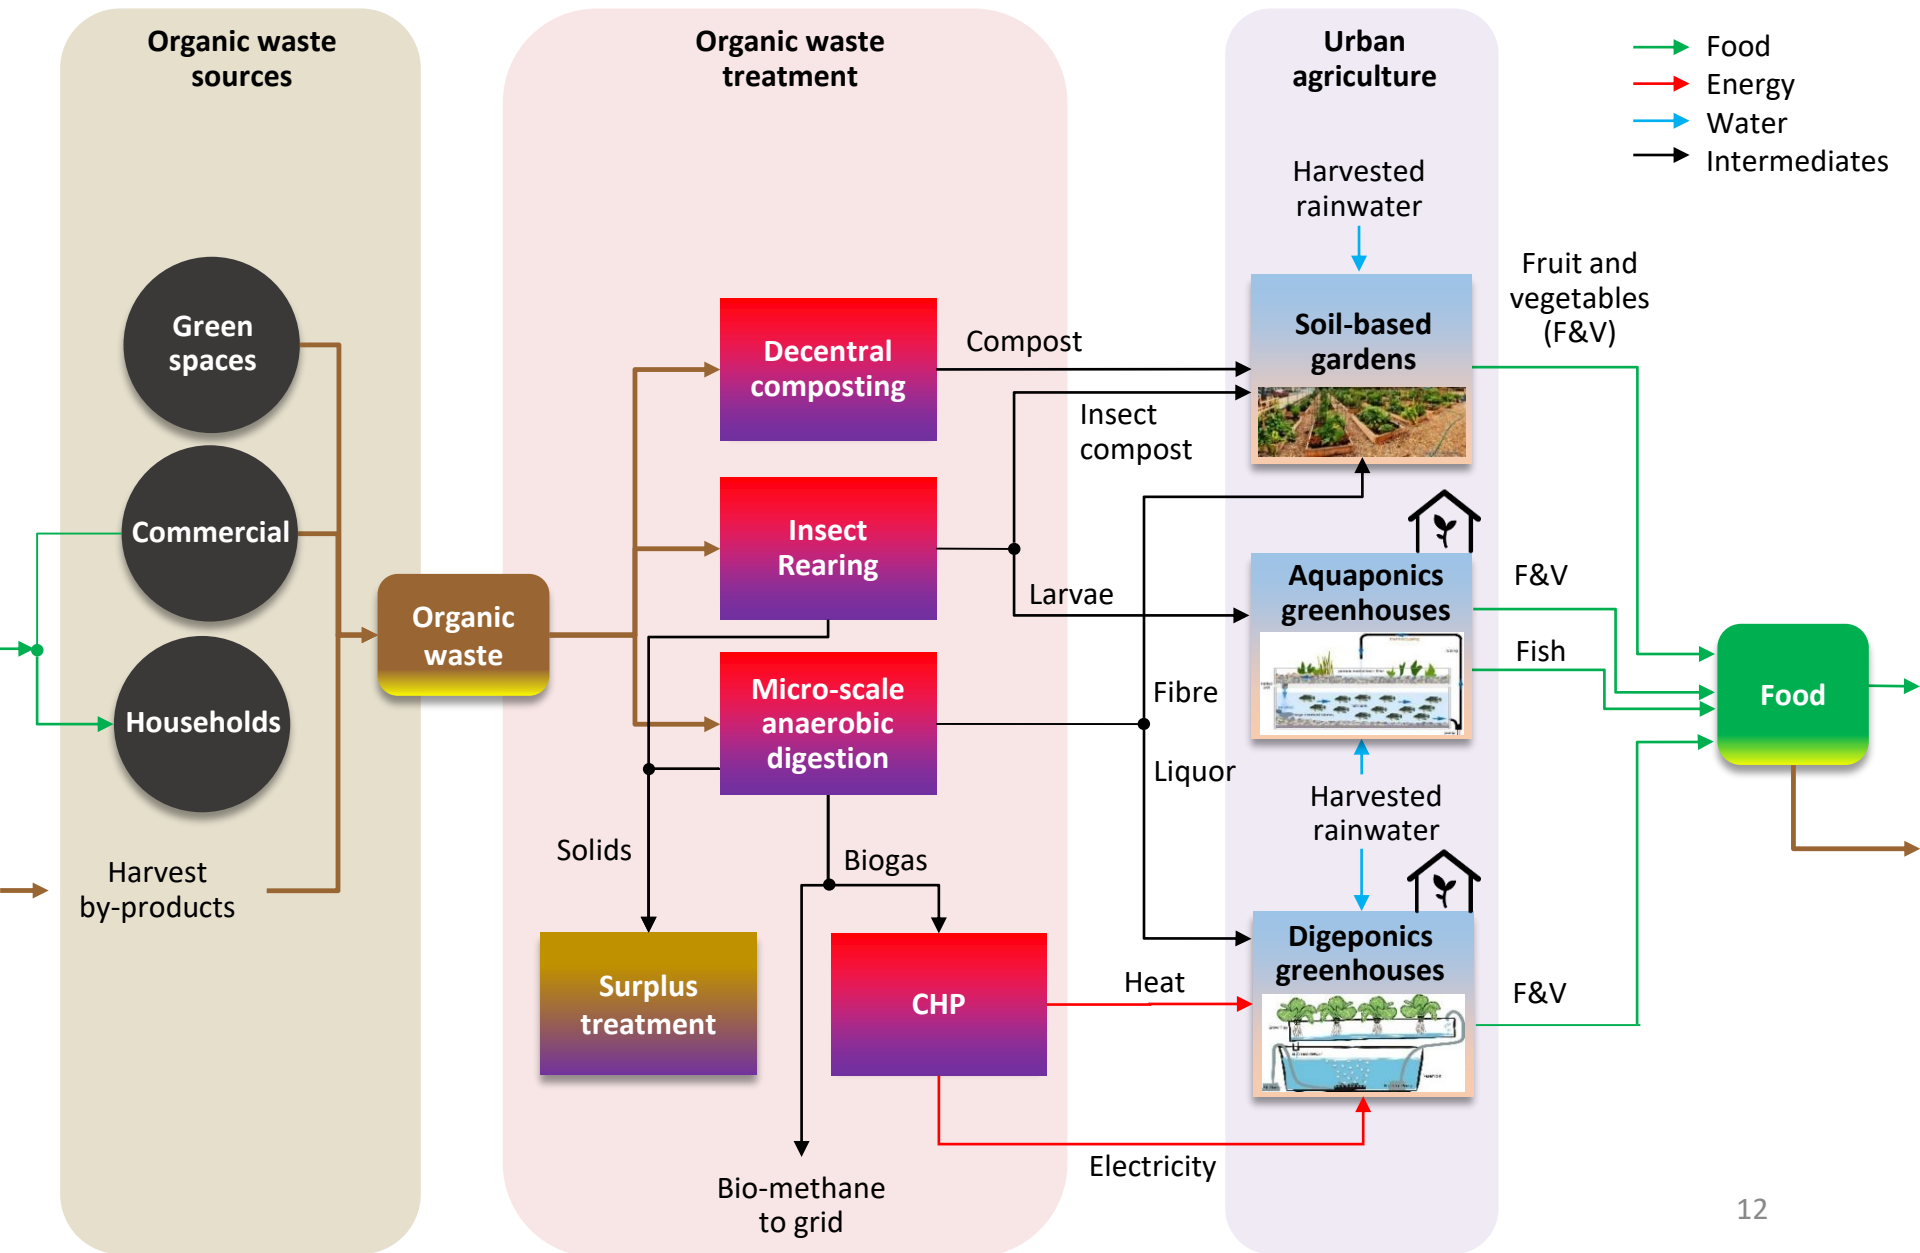 Organic waste
sources
Organic waste
treatment
Urban
agriculture
Food
Energy
Water
Intermediates
Harvested
rainwater
Green
spaces
Commercial
Households
Harvest
by-products
Organic
waste
Decentral
composting
Insect
Rearing
Micro-scale
anaerobic
digestion
Compost
Insect
compost
Larvae
Fibre
Liquor
Solids
Biogas
Surplus
treatment
CHP
Heat
Electricity
Bio-methane
to grid
Soil-based
gardens
Aquaponics
greenhouses
Harvested
rainwater
Digeponics
greenhouses
Fruit and
vegetables
(F&V)
F&V
Fish
F&V
Food
12